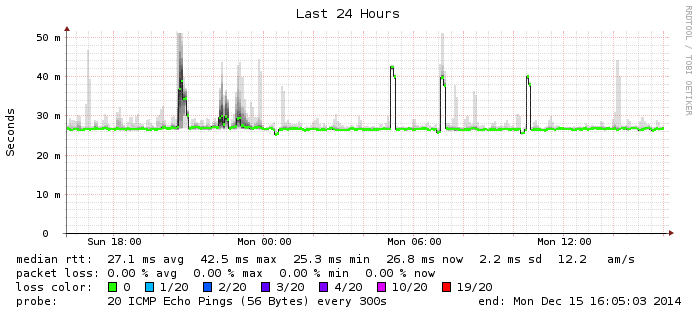 Last 24 Hours
RRDTOOL / TOBI OETIKER
Seconds
50 m
40 m
30 m
20 m
10 m
0
Sun 18:00 Mon 00:00 Mon 06:00 Mon 12:00
median rtt: 27.1 ms avg 42.5 ms max 25.3 ms min 26.8 ms now 2.2 ms sd 12.2 am/s
packet loss: 0.00 % avg 0.00 % max 0.00 % min 0.00 % now
loss color: 0 1/20 2/20 3/20 4/20 10/20 19/20
probe: 20 ICMP Echo Pings (56 Bytes) every 300s end: Mon Dec 15 16:05:03 2014